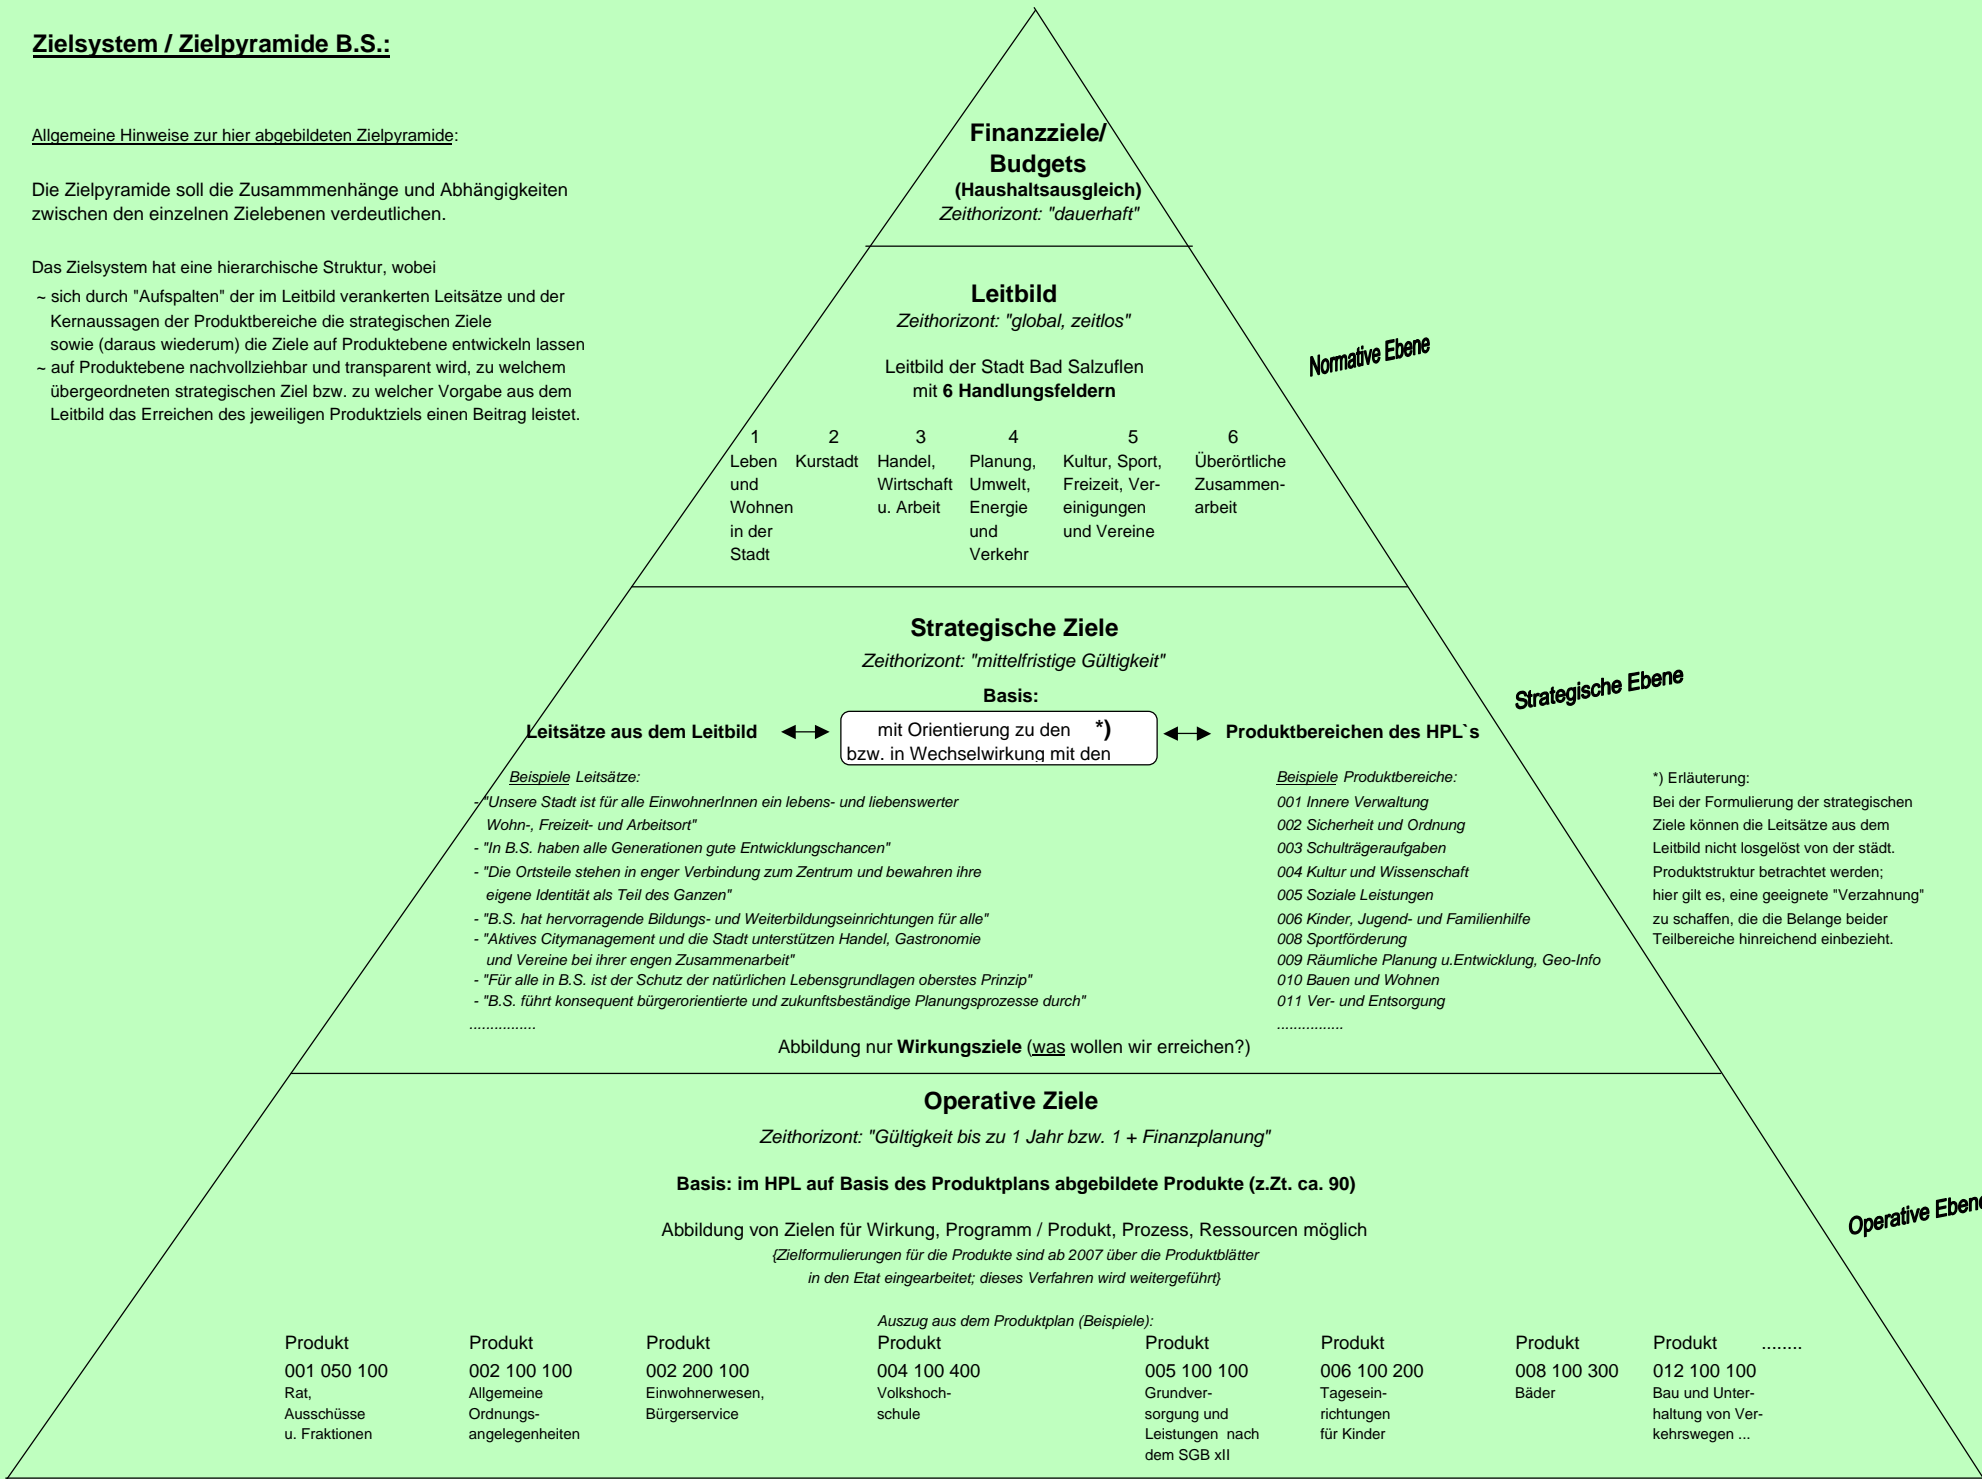 Zielsystem / Zielpyramide B.S.:
Allgemeine Hinweise zur hier abgebildeten Zielpyramide:
Die Zielpyramide soll die Zusammmenhänge und Abhängigkeiten
zwischen den einzelnen Zielebenen verdeutlichen.
Das Zielsystem hat eine hierarchische Struktur, wobei
~ sich durch "Aufspalten" der im Leitbild verankerten Leitsätze und der
Kernaussagen der Produktbereiche die strategischen Ziele
sowie (daraus wiederum) die Ziele auf Produktebene entwickeln lassen
~ auf Produktebene nachvollziehbar und transparent wird, zu welchem
übergeordneten strategischen Ziel bzw. zu welcher Vorgabe aus dem
Leitbild das Erreichen des jeweiligen Produktziels einen Beitrag leistet.
Finanzziele/
Budgets
(Haushaltsausgleich)
Zeithorizont: "dauerhaft"
Leitbild
Zeithorizont: "global, zeitlos"
Leitbild der Stadt Bad Salzuflen
mit 6 Handlungsfeldern
Normative Ebene
1
Leben
und
Wohnen
in der
Stadt
2
Kurstadt
3
Handel,
Wirtschaft
u. Arbeit
4
Planung,
Umwelt,
Energie
und
Verkehr
5
Kultur, Sport,
Freizeit, Ver-
einigungen
und Vereine
6
Überörtliche
Zusammen-
arbeit
Strategische Ziele
Zeithorizont: "mittelfristige Gültigkeit"
Strategische Ebene
Basis:
Leitsätze aus dem Leitbild
mit Orientierung zu den *)
bzw. in Wechselwirkung mit den
Produktbereichen des HPL`s
Beispiele Leitsätze:
- "Unsere Stadt ist für alle EinwohnerInnen ein lebens- und liebenswerter
Wohn-, Freizeit- und Arbeitsort"
- "In B.S. haben alle Generationen gute Entwicklungschancen"
- "Die Ortsteile stehen in enger Verbindung zum Zentrum und bewahren ihre
eigene Identität als Teil des Ganzen"
- "B.S. hat hervorragende Bildungs- und Weiterbildungseinrichtungen für alle"
- "Aktives Citymanagement und die Stadt unterstützen Handel, Gastronomie
und Vereine bei ihrer engen Zusammenarbeit"
- "Für alle in B.S. ist der Schutz der natürlichen Lebensgrundlagen oberstes Prinzip"
- "B.S. führt konsequent bürgerorientierte und zukunftsbeständige Planungsprozesse durch"
................
Beispiele Produktbereiche:
001 Innere Verwaltung
002 Sicherheit und Ordnung
003 Schulträgeraufgaben
004 Kultur und Wissenschaft
005 Soziale Leistungen
006 Kinder, Jugend- und Familienhilfe
008 Sportförderung
009 Räumliche Planung u.Entwicklung, Geo-Info
010 Bauen und Wohnen
011 Ver- und Entsorgung
................
*) Erläuterung:
Bei der Formulierung der strategischen
Ziele können die Leitsätze aus dem
Leitbild nicht losgelöst von der städt.
Produktstruktur betrachtet werden;
hier gilt es, eine geeignete "Verzahnung"
zu schaffen, die die Belange beider
Teilbereiche hinreichend einbezieht.
Abbildung nur Wirkungsziele (was wollen wir erreichen?)
Operative Ziele
Zeithorizont: "Gültigkeit bis zu 1 Jahr bzw. 1 + Finanzplanung"
Basis: im HPL auf Basis des Produktplans abgebildete Produkte (z.Zt. ca. 90)
Operative Ebene
Abbildung von Zielen für Wirkung, Programm / Produkt, Prozess, Ressourcen möglich
{Zielformulierungen für die Produkte sind ab 2007 über die Produktblätter
in den Etat eingearbeitet; dieses Verfahren wird weitergeführt}
Auszug aus dem Produktplan (Beispiele):
Produkt
001 050 100
Rat,
Ausschüsse
u. Fraktionen
Produkt
002 100 100
Allgemeine
Ordnungs-
angelegenheiten
Produkt
002 200 100
Einwohnerwesen,
Bürgerservice
Produkt
004 100 400
Volkshoch-
schule
Produkt
005 100 100
Grundver-
sorgung und
Leistungen nach
dem SGB xII
Produkt
006 100 200
Tagesein-
richtungen
für Kinder
Produkt
008 100 300
Bäder
Produkt ........
012 100 100
Bau und Unter-
haltung von Ver-
kehrswegen ...